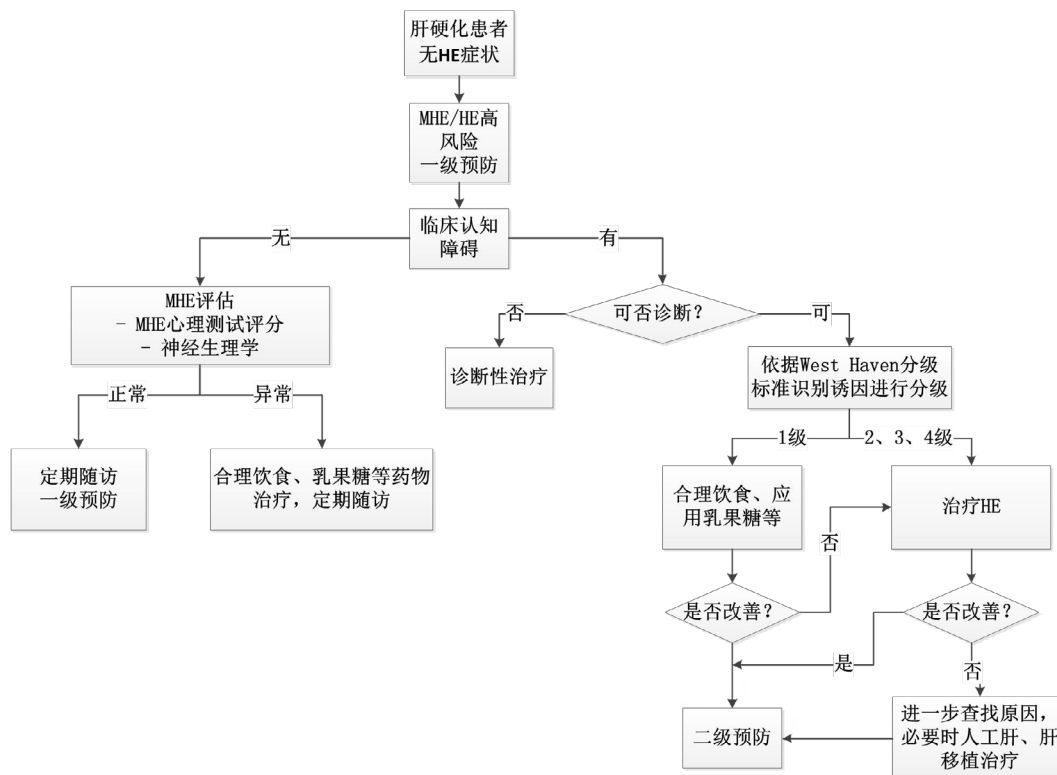 肝硬化患者
无HE症状
MHE/HE高
风险
一级预防
临床认知
障碍
无
有
MHE评估
- MHE心理测试评分
- 神经生理学
可否诊断？
否
可
诊断性治疗
依据West Haven分级
标准识别诱因进行分级
正常
异常
1级
2、3、4级
定期随访
一级预防
合理饮食、乳果糖等药物
治疗，定期随访
合理饮食、应
用乳果糖等
治疗HE
否
是否改善？
是否改善？
是
否
二级预防
进一步查找原因，
必要时人工肝、肝
移植治疗